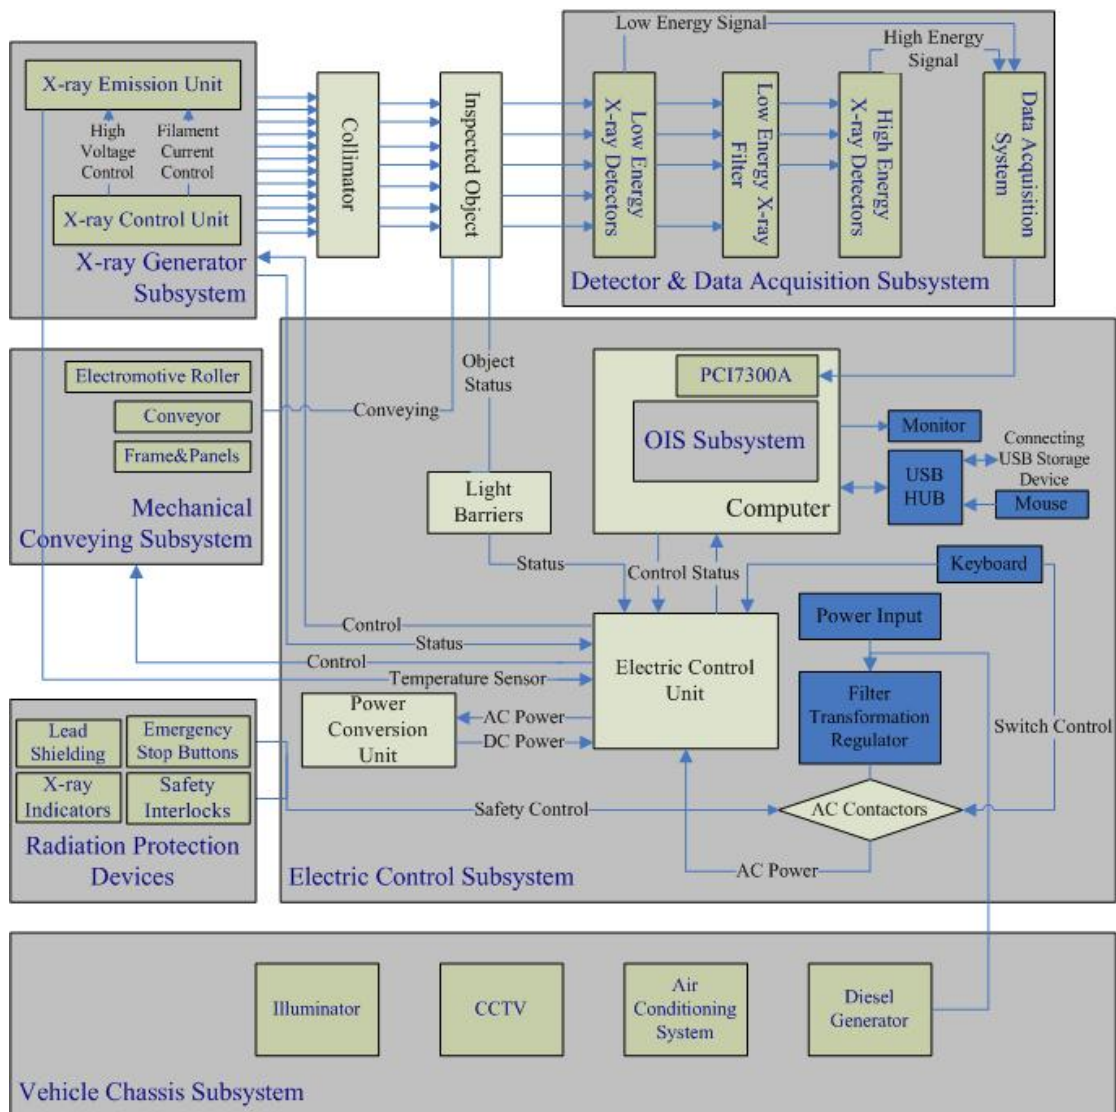 X-ray Emission Unit
High
Voltage
Control
Filament
Current
Control
X-ray Control Unit
X-ray Generator
Subsystem
Collimator
Inspected Object
Low Energy Signal
High Energy
Signal
Low Energy
X-ray Detectors
Low Energy X-ray
Filter
High Energy
X-ray Detectors
Data Acquisition
System
Detector & Data Acquisition Subsystem
Electromotive Roller
Conveyor
Frame&Panels
Mechanical
Conveying Subsystem
Conveying
Object
Status
Light
Barriers
Status
PCI7300A
OIS Subsystem
Computer
Monitor
USB
HUB
Connecting
USB Storage
Device
Mouse
Keyboard
Control Status
Control
Status
Control
Temperature Sensor
Electric Control
Unit
Power Input
Filter
Transformation
Regulator
Switch Control
Power
Conversion
Unit
AC Power
DC Power
Lead
Shielding
Emergency
Stop Buttons
X-ray
Indicators
Safety
Interlocks
Radiation Protection
Devices
Safety Control
AC Contactors
AC Power
Electric Control Subsystem
Illuminator
CCTV
Air
Conditioning
System
Diesel
Generator
Vehicle Chassis Subsystem